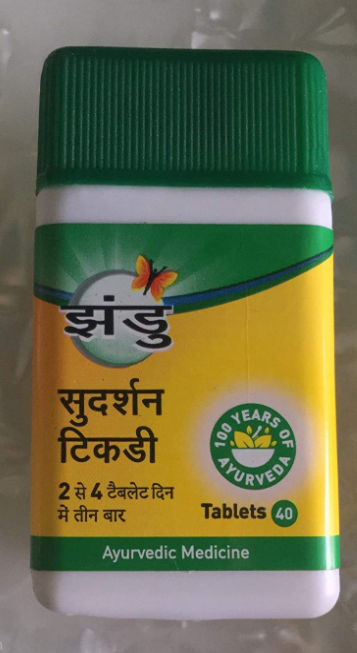 झंडु
सुदर्शन
टिकडी
2 से 4 टैबलेट दिन
में तीन बार
100 YEARS OF
AYURVEDA
Tablets 40
Ayurvedic Medicine